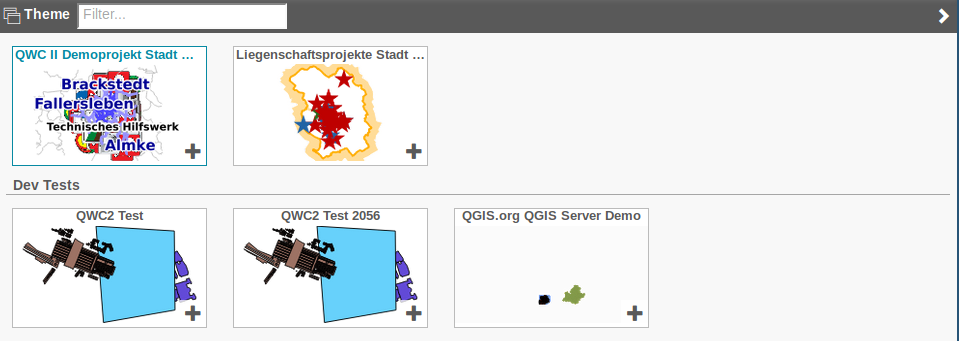 Theme Filter...
QWC II Demoprojekt Stadt ... Liegenschaftsprojekte Stadt ...
Brackstedt
Fallersleben
Technisches Hilfswerk
Almke
Dev Tests
QWC2 Test QWC2 Test 2056 QGIS.org QGIS Server Demo